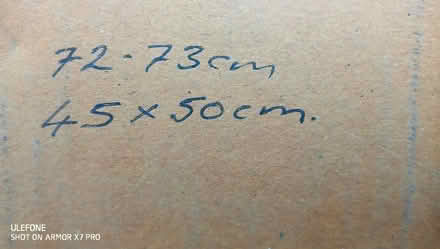 72-73cm
45x50cm.
ULEFONE
SHOT ON ARMOR X7 PRO